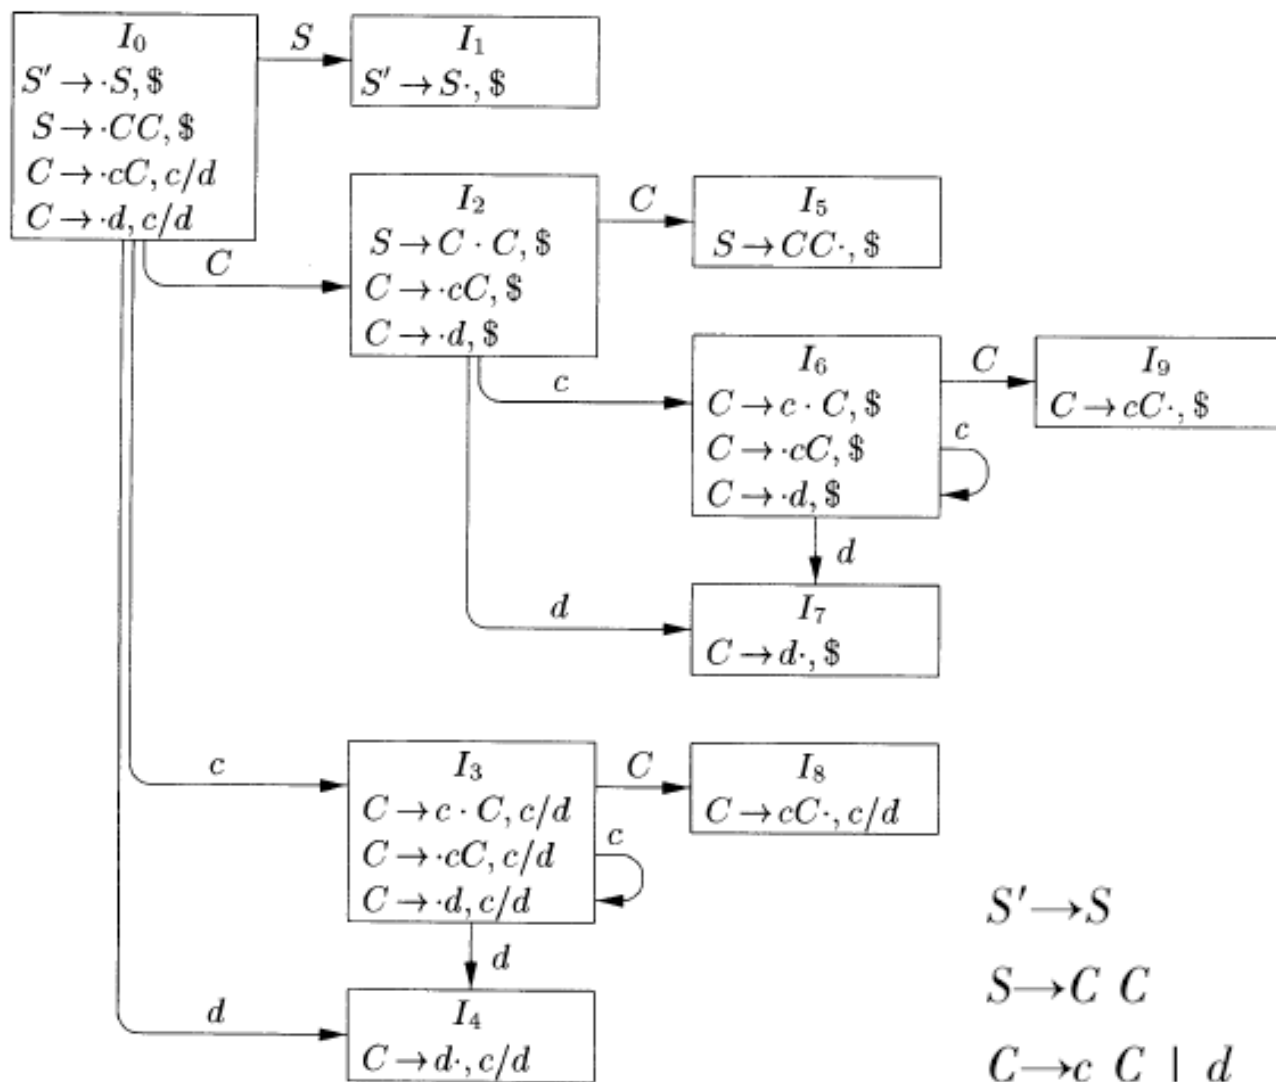 I₀
S' → ·S, $
S → ·CC, $
C → ·cC, c/d
C → ·d, c/d
S
I₁
S' → S·, $
C
I₂
S → C · C, $
C → ·cC, $
C → ·d, $
C
I₅
S → CC·, $
c
I₆
C → c · C, $
C → ·cC, $
C → ·d, $
C
I₉
C → cC·, $
c
d
d
I₇
C → d·, $
c
I₃
C → c · C, c/d
C → ·cC, c/d
C → ·d, c/d
C
I₈
C → cC·, c/d
c
d
d
I₄
C → d·, c/d
S' → S
S → C C
C → c C | d